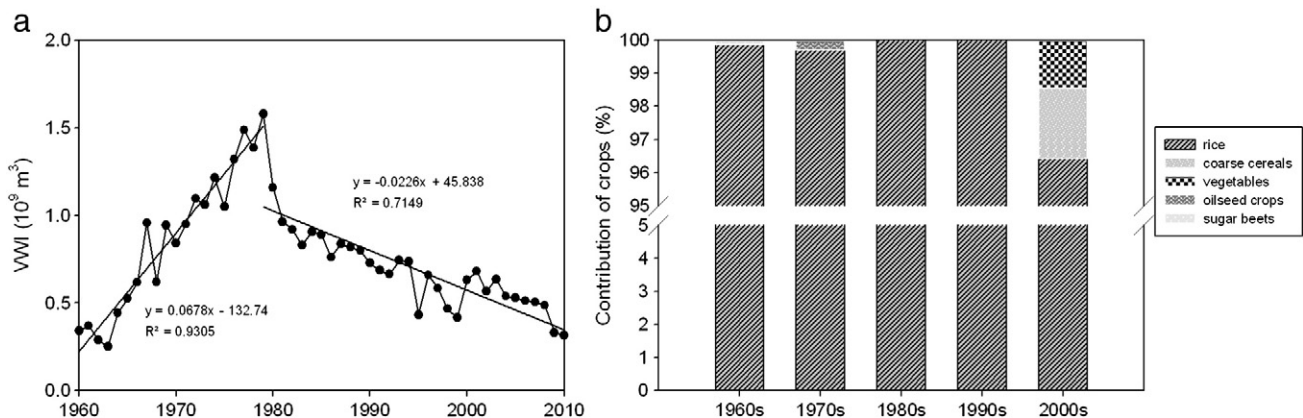 a
2.0
1.5
1.0
0.5
0.0
VWI (10⁹ m³)
y = -0.0226x + 45.838
R² = 0.7149
y = 0.0678x - 132.74
R² = 0.9305
1960 1970 1980 1990 2000 2010
b
100
99
98
97
96
95
5
4
3
2
1
0
Contribution of crops (%)
1960s 1970s 1980s 1990s 2000s
rice
coarse cereals
vegetables
oilseed crops
sugar beets